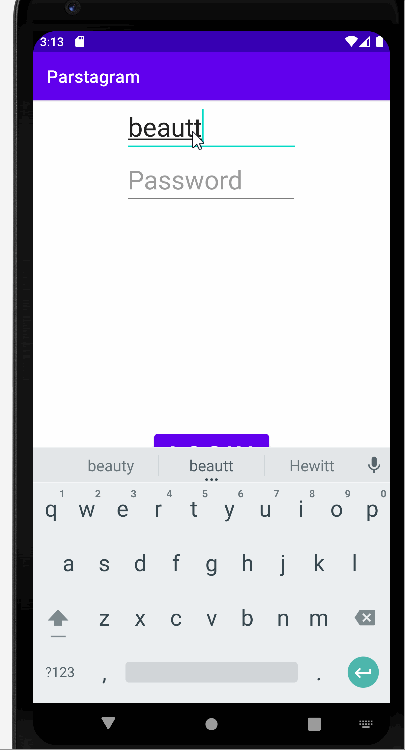 3:13
Parstagram
beautt
Password
beauty beautt Hewitt
1 2 3 4 5 6 7 8 9 0
q w e r t y u i o p
a s d f g h j k l
z x c v b n m
?123 , .